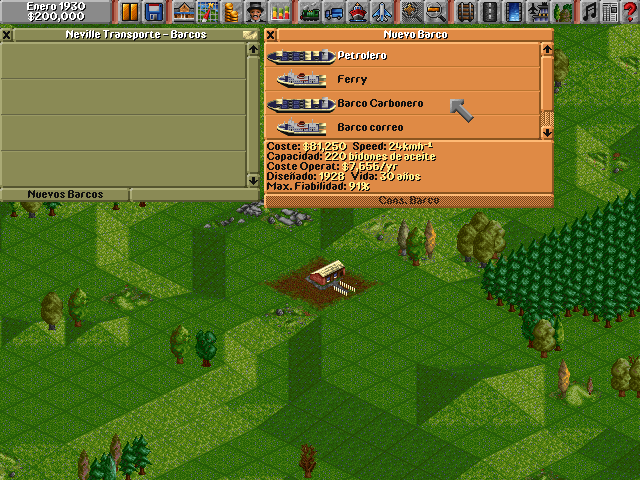 Enero 1930
$200,000
Neville Transporte - Barcos
Nuevo Barco
Petrolero
Ferry
Barco Carbonero
Barco correo
Coste: $81,250 Speed: 24kmh⁻¹
Capacidad: 220 bidones de aceite
Coste Operat: $7,656/yr
Diseñado: 1928 Vida: 30 años
Max. Fiabilidad: 91%
Nuevos Barcos
Cons. Barco